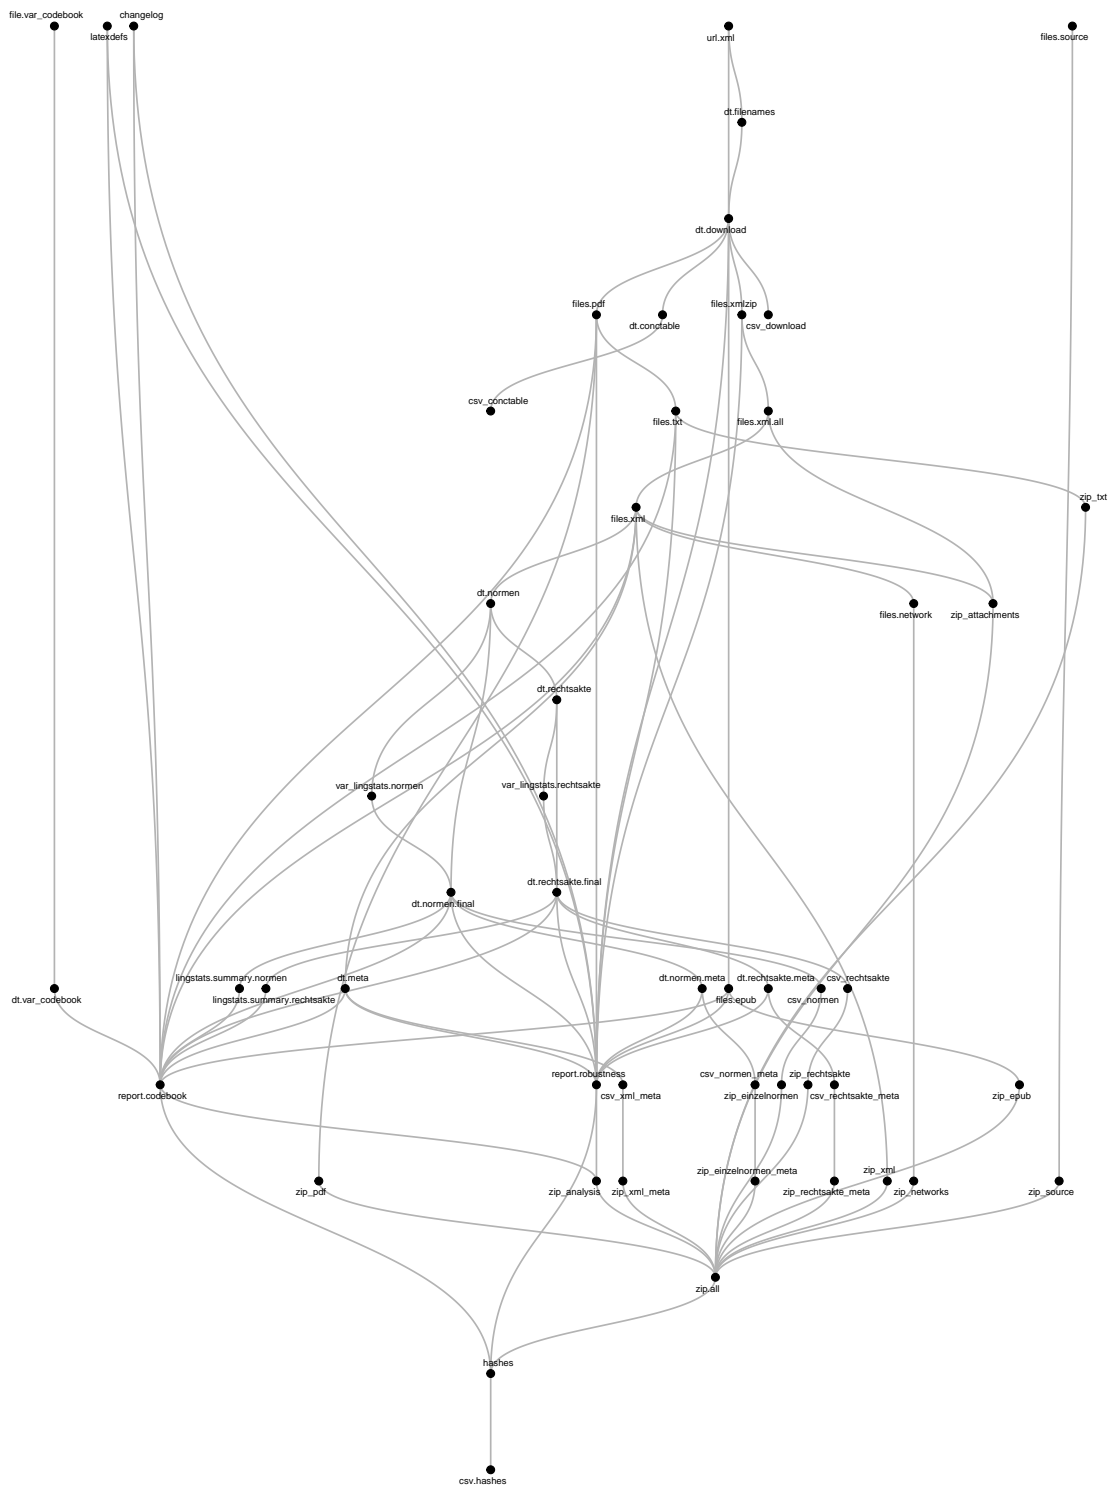 file.var_codebook
changelog
latexdefs
url.xml
files.source
dt.filenames
dt.download
files.pdf
files.xmlzip
dt.conctable
csv_download
csv_conctable
files.txt
files.xml.all
zip_txt
files.xml
dt.normen
files.network
zip_attachments
dt.rechtsakte
var_lingstats.normen
var_lingstats.rechtsakte
dt.rechtsakte.final
dt.normen.final
lingstats.summary.normen
dt.meta
dt.normen.meta
dt.rechtsakte.meta
csv_rechtsakte
dt.var_codebook
lingstats.summary.rechtsakte
files.epub
csv_normen
report.robustness
csv_normen_meta
zip_rechtsakte
report.codebook
csv_xml_meta
zip_einzelnormen
csv_rechtsakte_meta
zip_epub
zip_einzelnormen_meta
zip_xml
zip_pdf
zip_analysis
zip_xml_meta
zip_rechtsakte_meta
zip_networks
zip_source
zip.all
hashes
csv.hashes